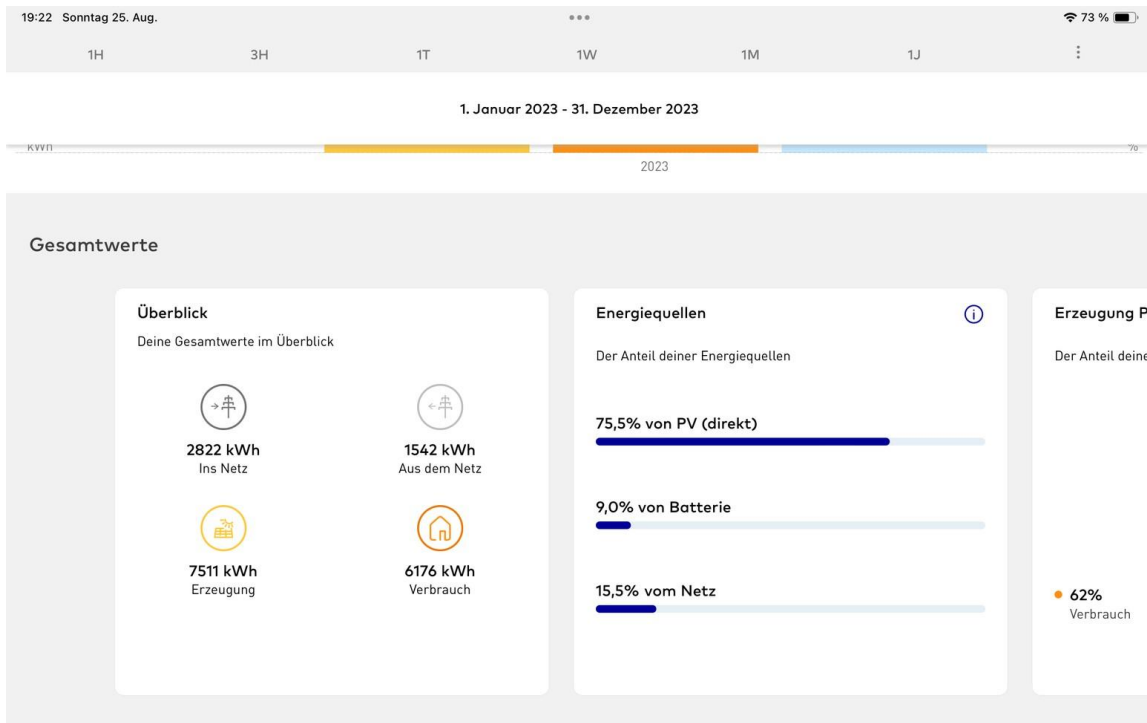 19:22 Sonntag 25. Aug.
73 %
1H 3H 1T 1W 1M 1J
1. Januar 2023 - 31. Dezember 2023
kWh %
2023
Gesamtwerte
Überblick
Deine Gesamtwerte im Überblick
2822 kWh
Ins Netz
1542 kWh
Aus dem Netz
7511 kWh
Erzeugung
6176 kWh
Verbrauch
Energiequellen
Der Anteil deiner Energiequellen
75,5% von PV (direkt)
9,0% von Batterie
15,5% vom Netz
Erzeugung P
Der Anteil deine
62%
Verbrauch